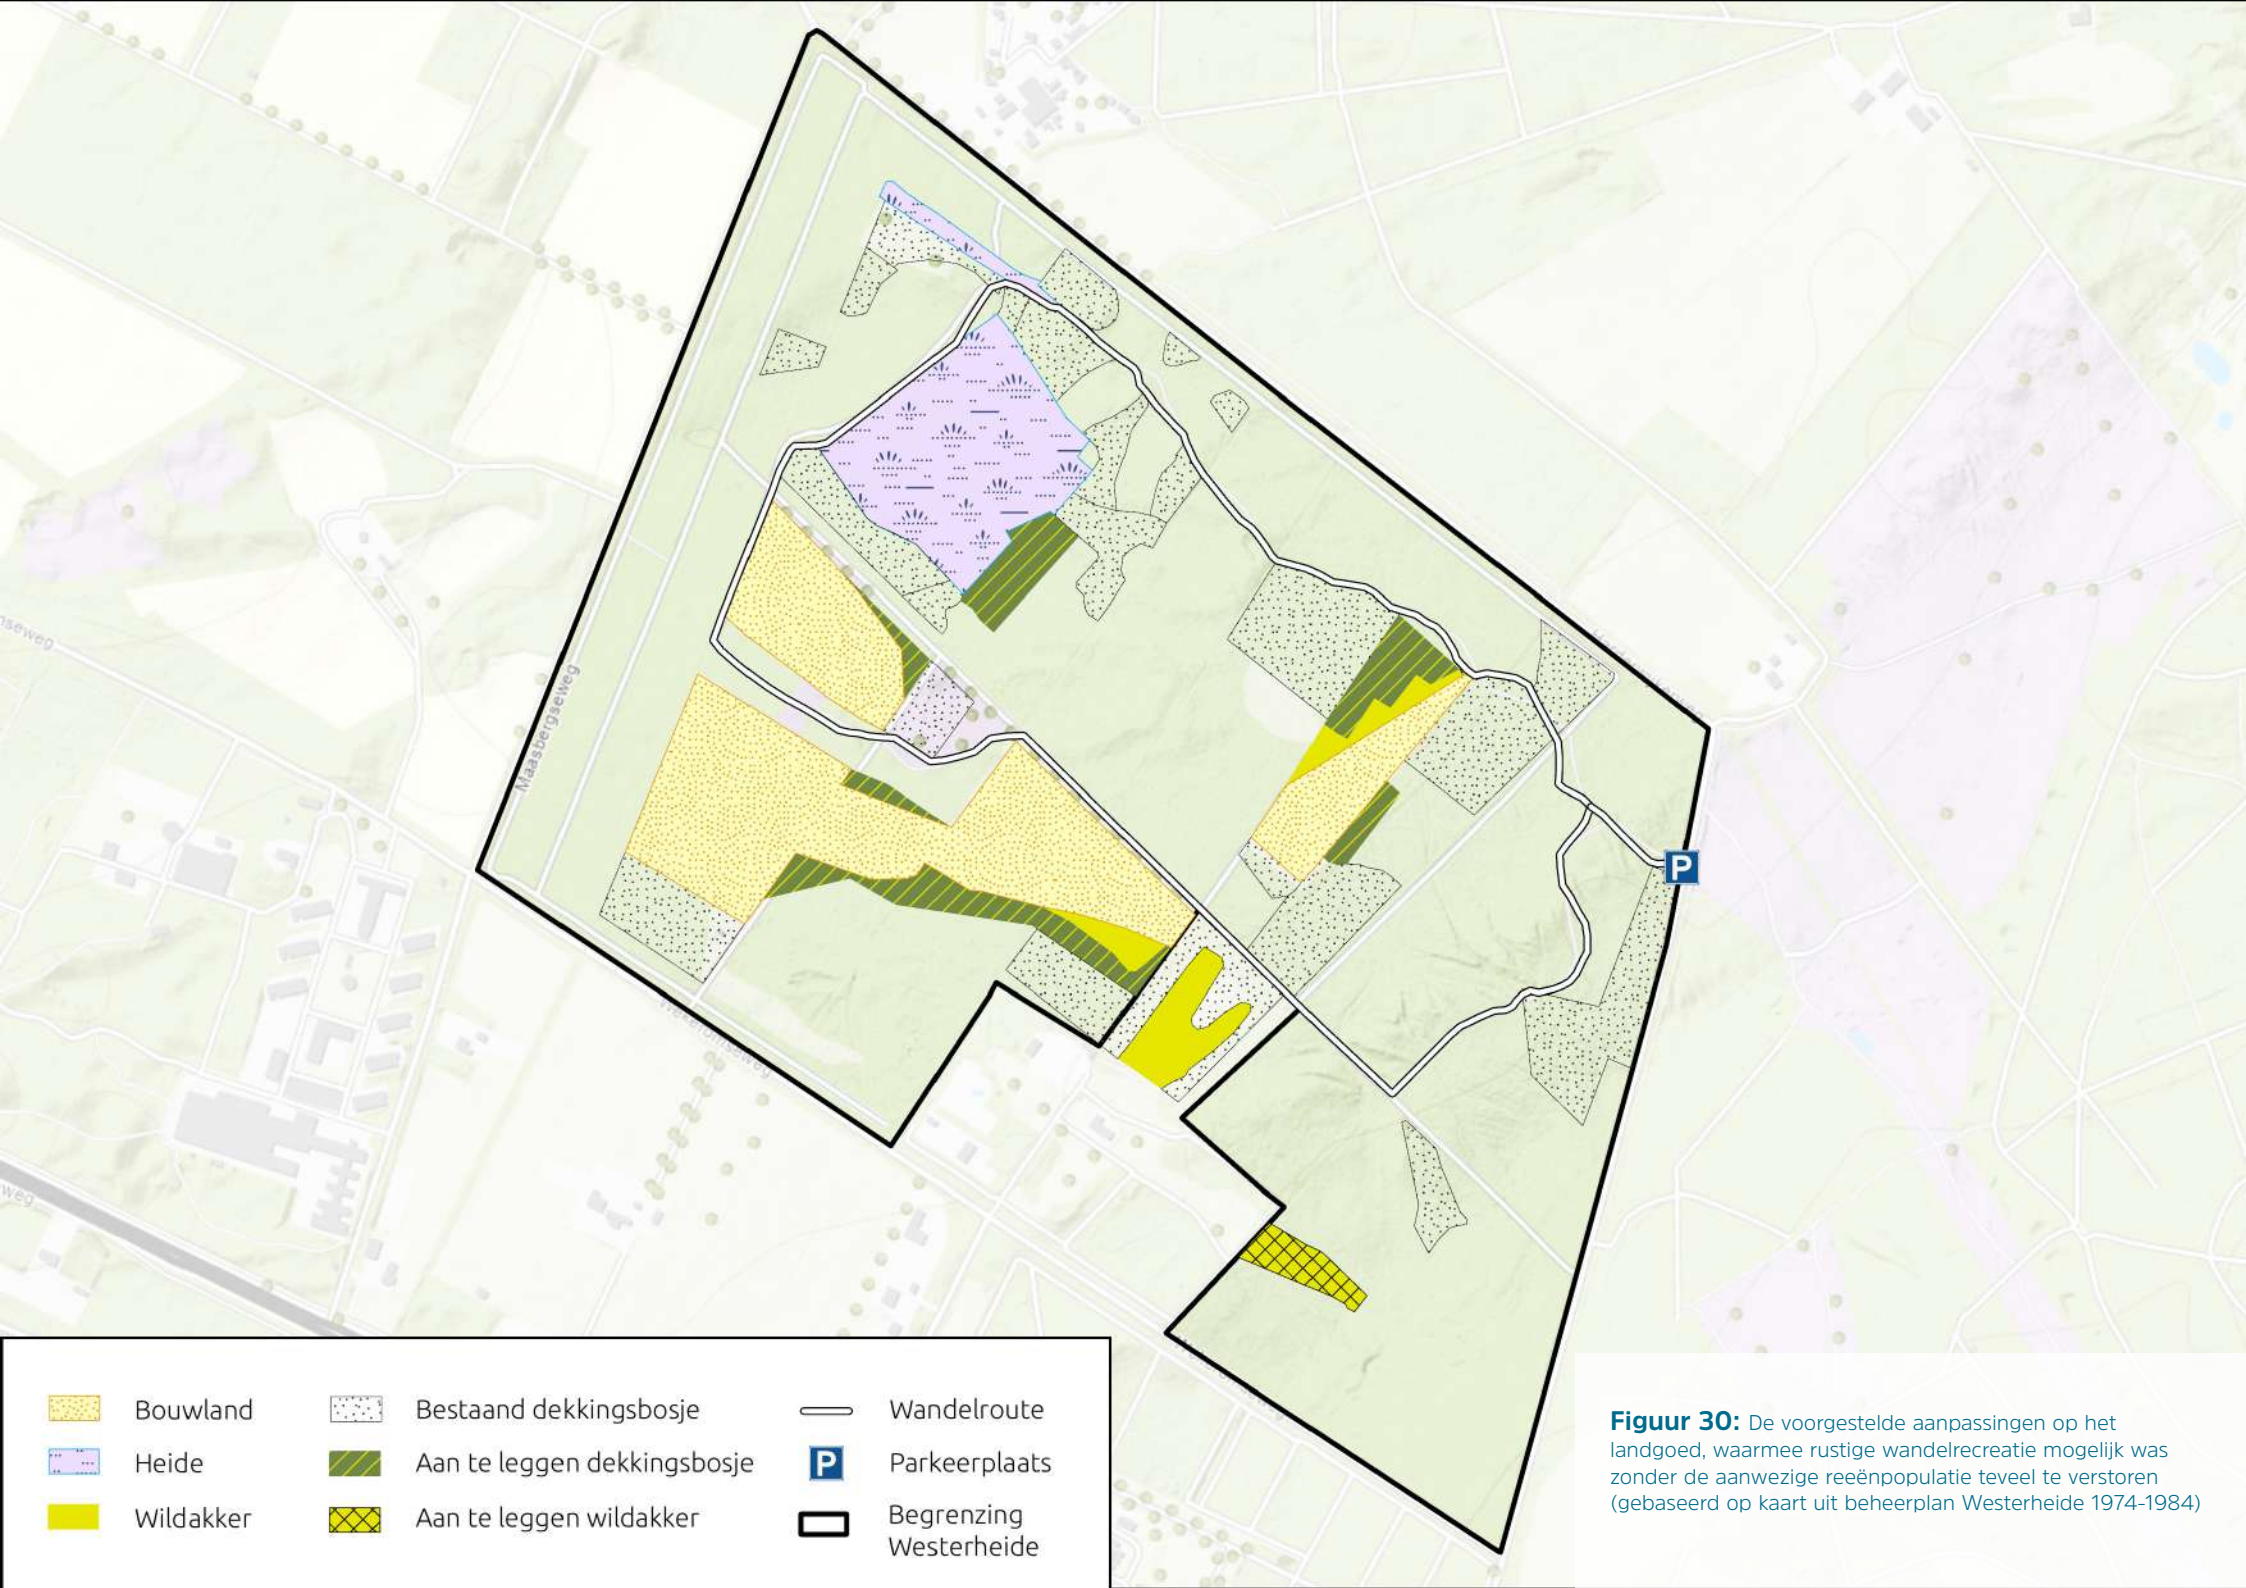 Maasbergseweg
P
Bouwland
Heide
Wildakker
Bestaand dekkingsbosje
Aan te leggen dekkingsbosje
Aan te leggen wildakker
Wandelroute
P
Parkeerplaats
Begrenzing
Westerheide
Figuur 30: De voorgestelde aanpassingen op het
landgoed, waarmee rustige wandelrecreatie mogelijk was
zonder de aanwezige reeënpopulatie teveel te verstoren
(gebaseerd op kaart uit beheerplan Westerheide 1974-1984)